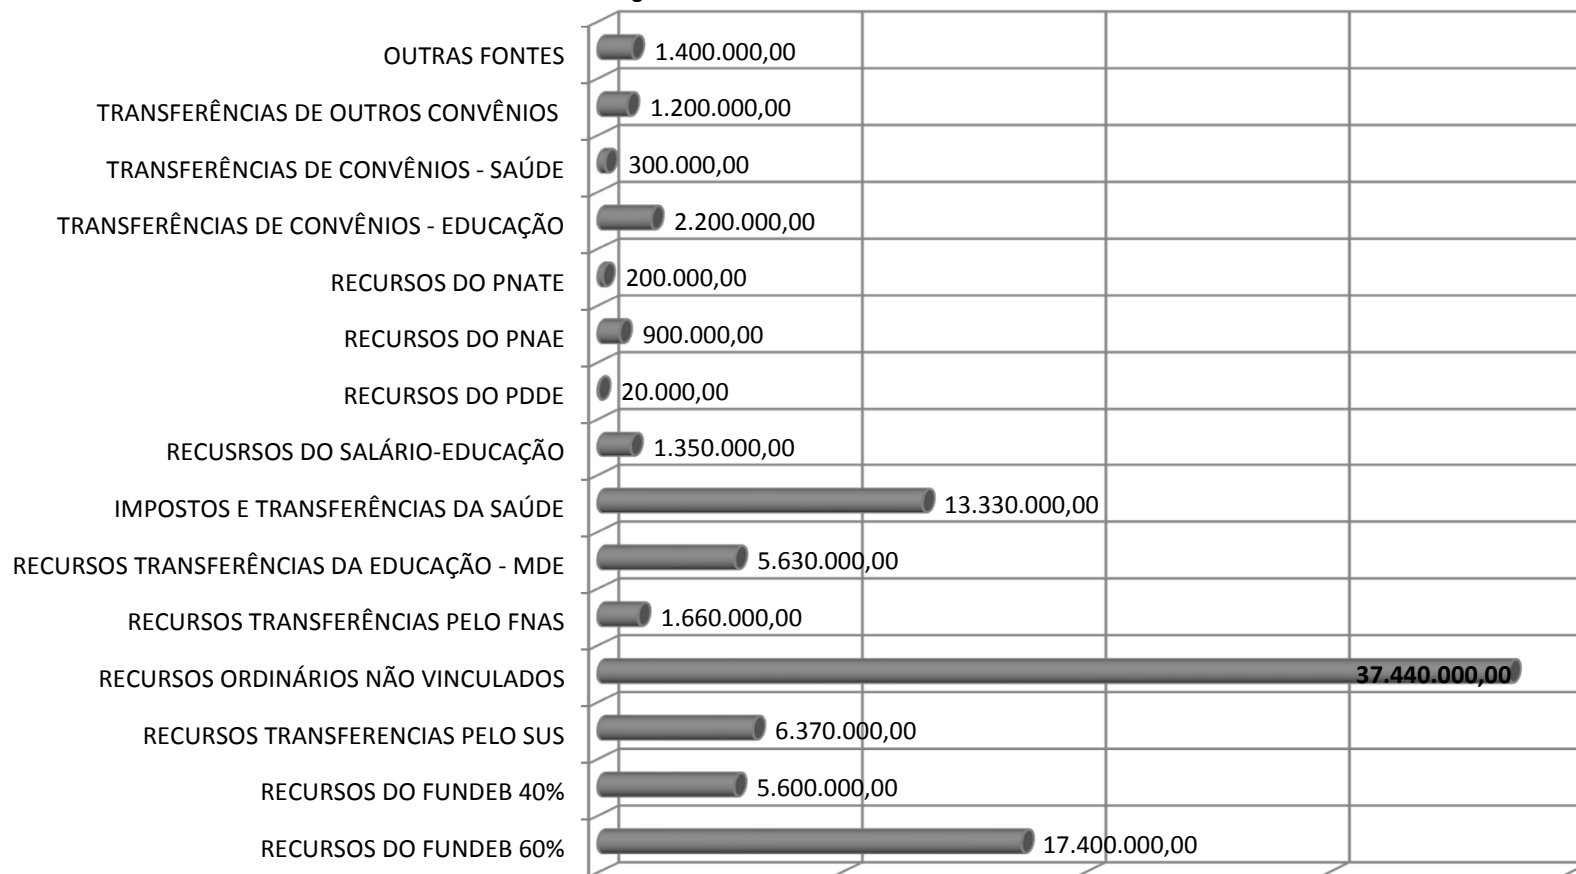 OUTRAS FONTES 1.400.000,00
TRANSFERÊNCIAS DE OUTROS CONVÊNIOS 1.200.000,00
TRANSFERÊNCIAS DE CONVÊNIOS - SAÚDE 300.000,00
TRANSFERÊNCIAS DE CONVÊNIOS - EDUCAÇÃO 2.200.000,00
RECURSOS DO PNATE 200.000,00
RECURSOS DO PNAE 900.000,00
RECURSOS DO PDDE 20.000,00
RECUSRSOS DO SALÁRIO-EDUCAÇÃO 1.350.000,00
IMPOSTOS E TRANSFERÊNCIAS DA SAÚDE 13.330.000,00
RECURSOS TRANSFERÊNCIAS DA EDUCAÇÃO - MDE 5.630.000,00
RECURSOS TRANSFERÊNCIAS PELO FNAS 1.660.000,00
RECURSOS ORDINÁRIOS NÃO VINCULADOS 37.440.000,00
RECURSOS TRANSFERENCIAS PELO SUS 6.370.000,00
RECURSOS DO FUNDEB 40% 5.600.000,00
RECURSOS DO FUNDEB 60% 17.400.000,00